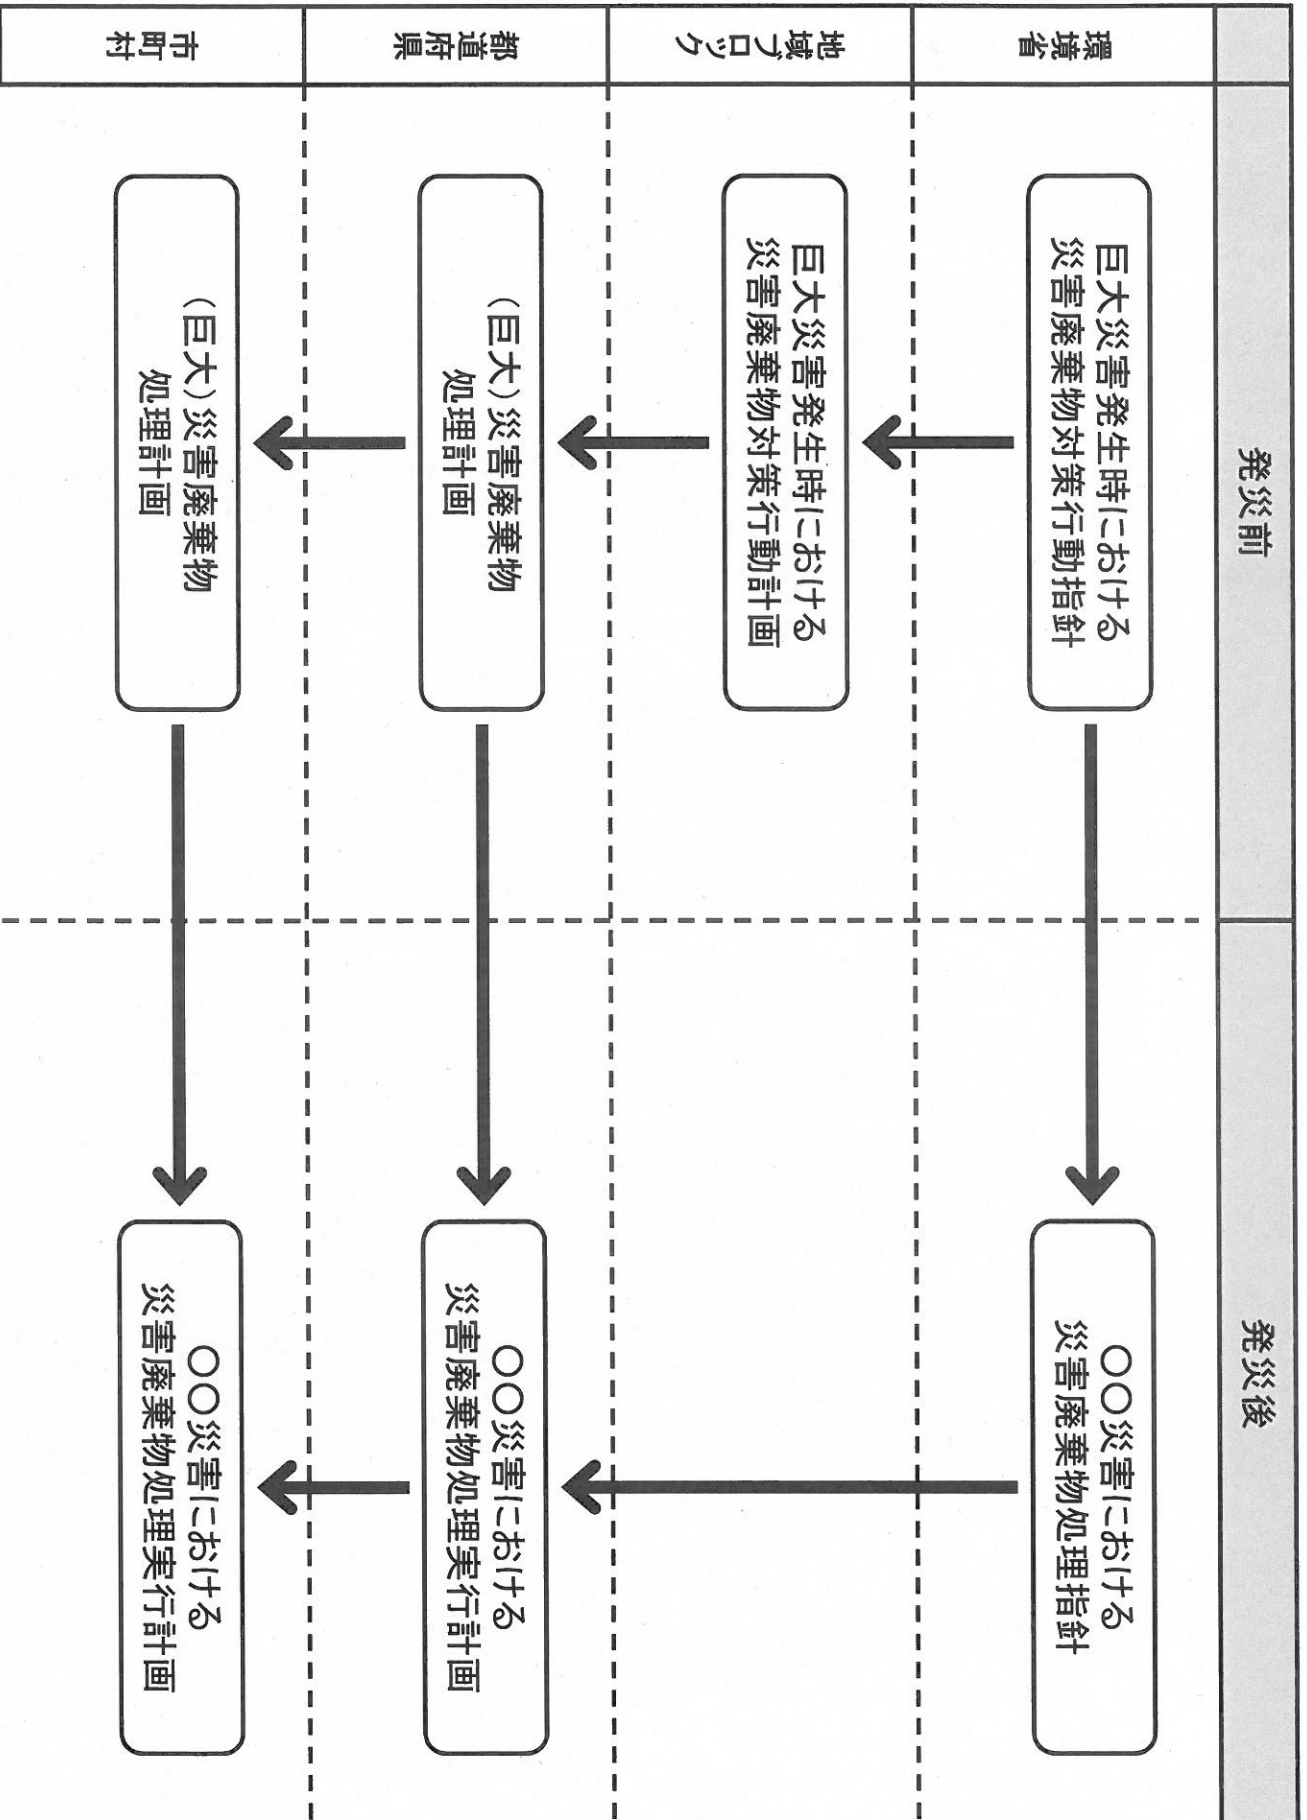 発災前
発災後
環境省
巨大災害発生時における
災害廃棄物対策行動指針
〇〇災害における
災害廃棄物処理指針
地域ブロック
巨大災害発生時における
災害廃棄物対策行動計画
都道府県
(巨大)災害廃棄物
処理計画
〇〇災害における
災害廃棄物処理実行計画
市町村
(巨大)災害廃棄物
処理計画
〇〇災害における
災害廃棄物処理実行計画